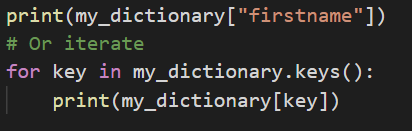 print(my_dictionary["firstname"])
# Or iterate
for key in my_dictionary.keys():
    print(my_dictionary[key])